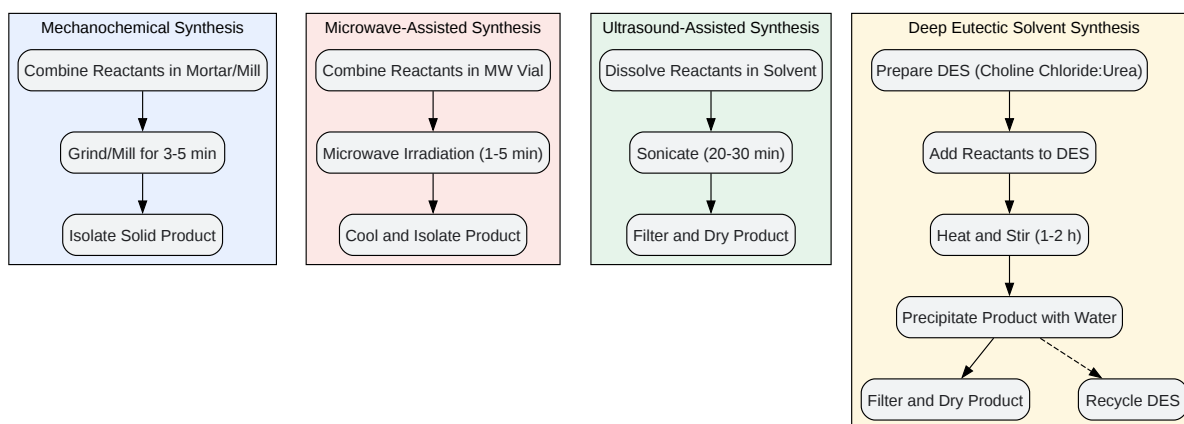 Mechanochemical Synthesis
Combine Reactants in Mortar/Mill
Grind/Mill for 3-5 min
Isolate Solid Product
Microwave-Assisted Synthesis
Combine Reactants in MW Vial
Microwave Irradiation (1-5 min)
Cool and Isolate Product
Ultrasound-Assisted Synthesis
Dissolve Reactants in Solvent
Sonicate (20-30 min)
Filter and Dry Product
Deep Eutectic Solvent Synthesis
Prepare DES (Choline Chloride:Urea)
Add Reactants to DES
Heat and Stir (1-2 h)
Precipitate Product with Water
Filter and Dry Product
Recycle DES